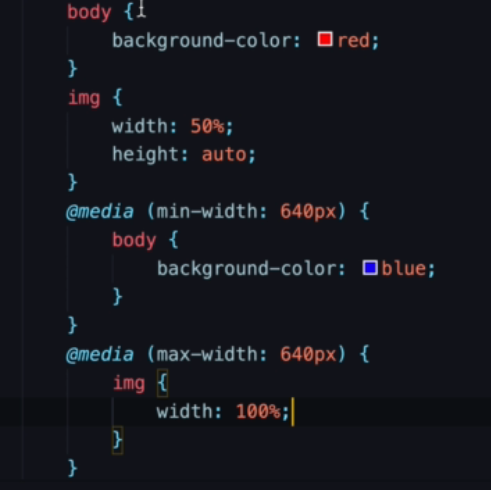 body {
    background-color: red;
}
img {
    width: 50%;
    height: auto;
}
@media (min-width: 640px) {
    body {
        background-color: blue;
    }
}
@media (max-width: 640px) {
    img {
        width: 100%;
    }
}